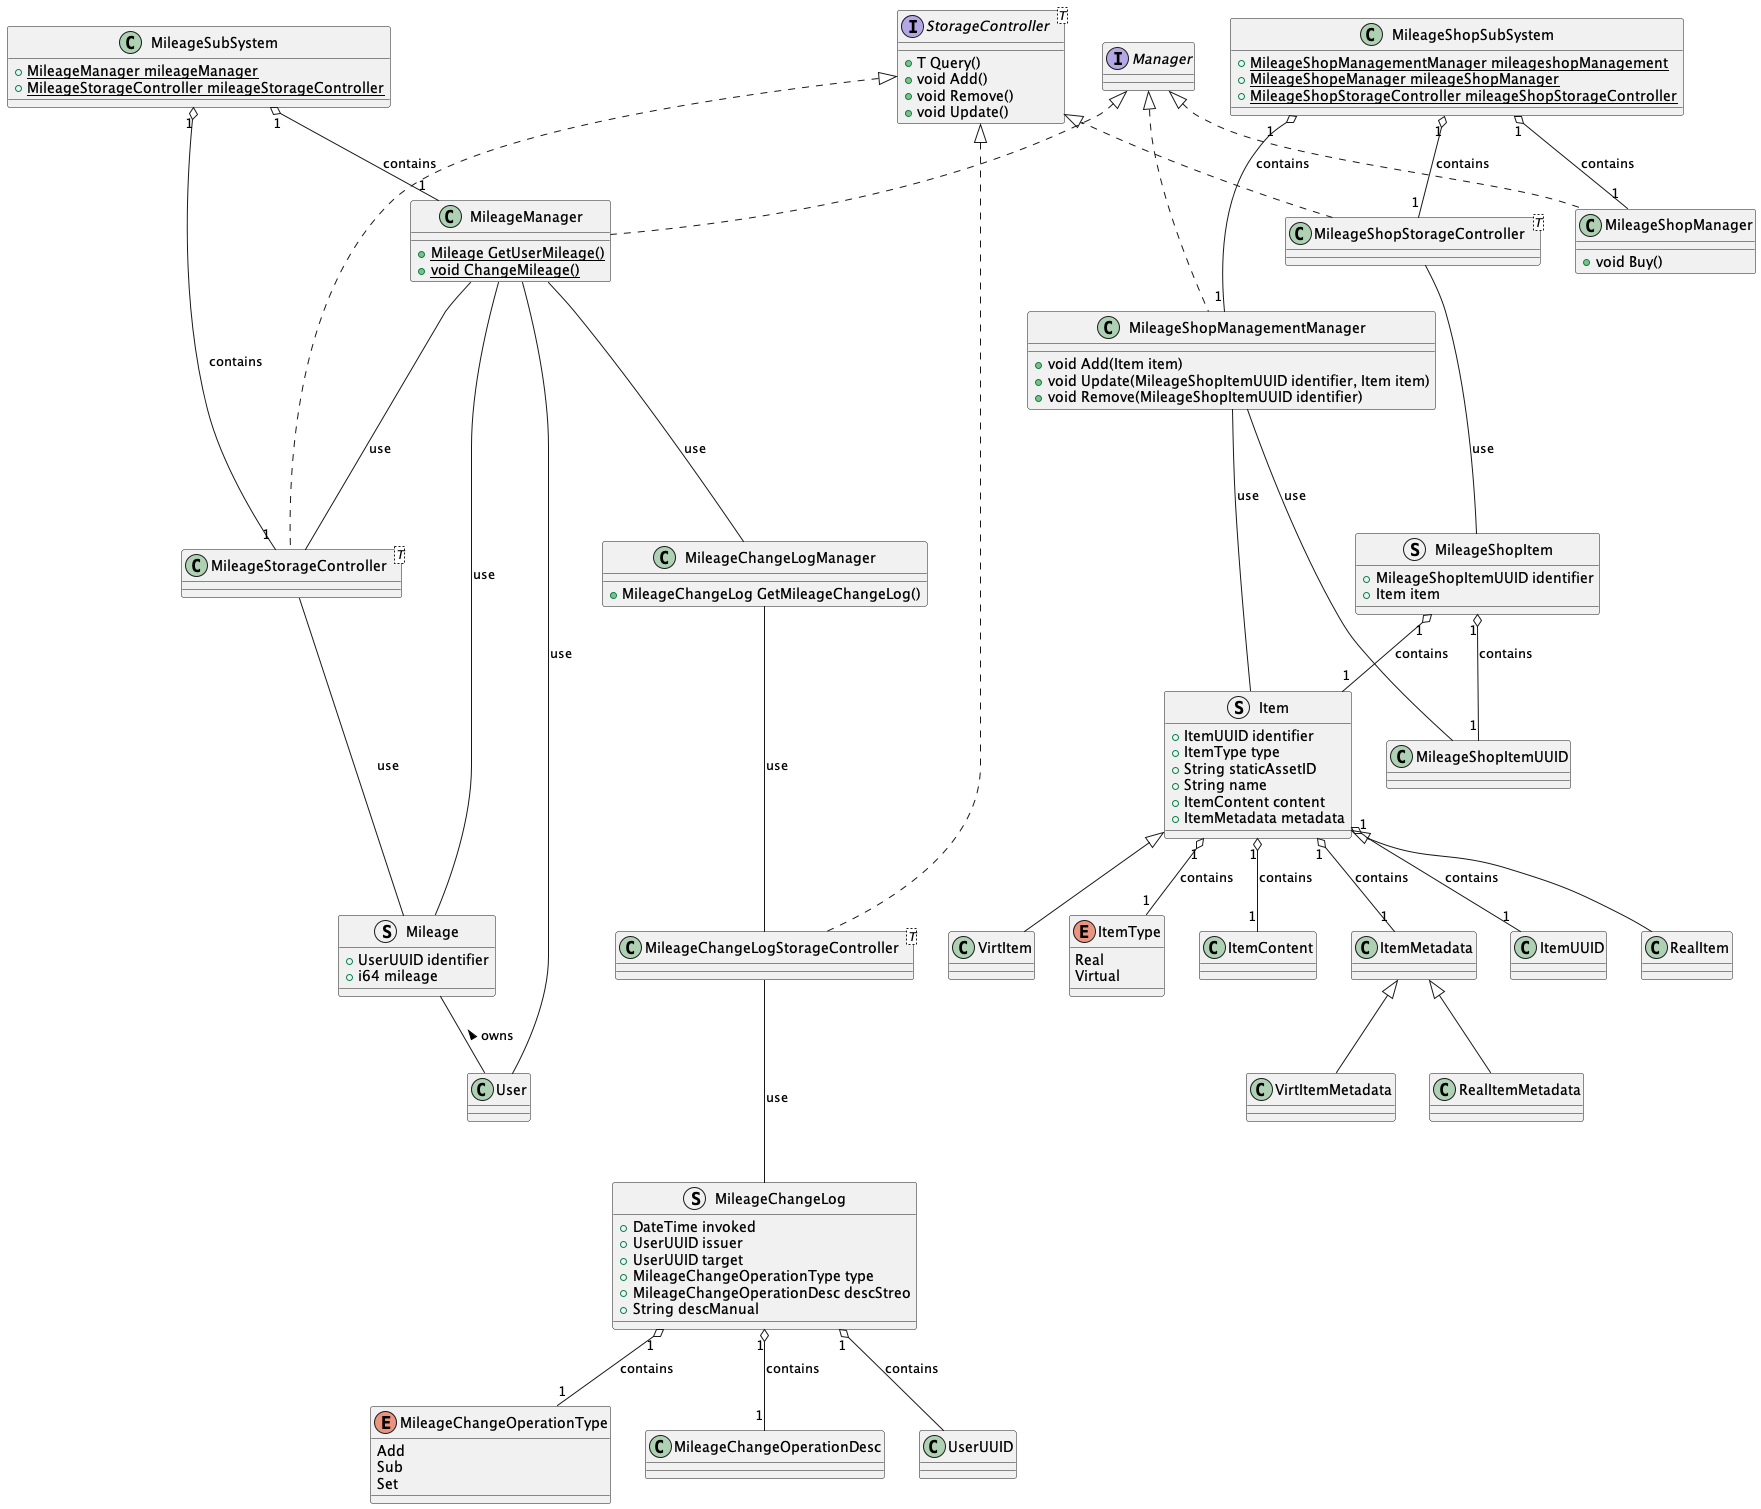 MileageSubSystem
MileageManager mileageManager
MileageStorageController mileageStorageController
StorageController
T
T Query()
void Add()
void Remove()
void Update()
Manager
MileageShopSubSystem
MileageShopManagementManager mileageshopManagement
MileageShopeManager mileageShopManager
MileageShopStorageController mileageShopStorageController
1
1
contains
1
1
1
1
contains
contains
contains
1
1
1
MileageManager
Mileage GetUserMileage()
void ChangeMileage()
MileageShopStorageController
T
MileageShopManager
void Buy()
MileageShopManagementManager
void Add(Item item)
void Update(MileageShopItemUUID identifier, Item item)
void Remove(MileageShopItemUUID identifier)
contains
use
use
use
use
use
use
use
use
1
MileageStorageController
T
MileageChangeLogManager
MileageChangeLog GetMileageChangeLog()
MileageShopItem
MileageShopItemUUID identifier
Item item
1
1
contains
contains
1
1
Item
ItemUUID identifier
ItemType type
String staticAssetID
String name
ItemContent content
ItemMetadata metadata
MileageShopItemUUID
use
use
1
1
1
1
contains
contains
contains
contains
1
1
1
1
Mileage
UserUUID identifier
i64 mileage
MileageChangeLogStorageController
T
VirtItem
ItemType
Real
Virtual
ItemContent
ItemMetadata
ItemUUID
RealItem
owns
User
VirtItemMetadata
RealItemMetadata
use
MileageChangeLog
DateTime invoked
UserUUID issuer
UserUUID target
MileageChangeOperationType type
MileageChangeOperationDesc descStreo
String descManual
1
1
1
contains
contains
contains
1
1
MileageChangeOperationType
Add
Sub
Set
MileageChangeOperationDesc
UserUUID